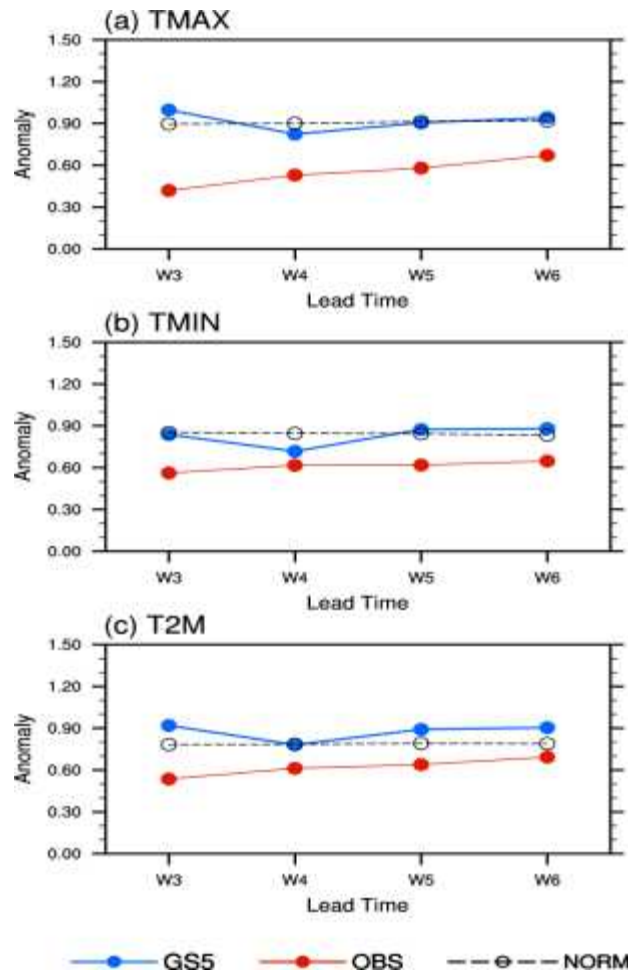 (a) TMAX
1.50
1.20
0.90
0.60
0.30
0.00
Anomaly
W3 W4 W5 W6
Lead Time
(b) TMIN
1.50
1.20
0.90
0.60
0.30
0.00
Anomaly
W3 W4 W5 W6
Lead Time
(c) T2M
1.50
1.20
0.90
0.60
0.30
0.00
Anomaly
W3 W4 W5 W6
Lead Time
GS5 OBS NORM